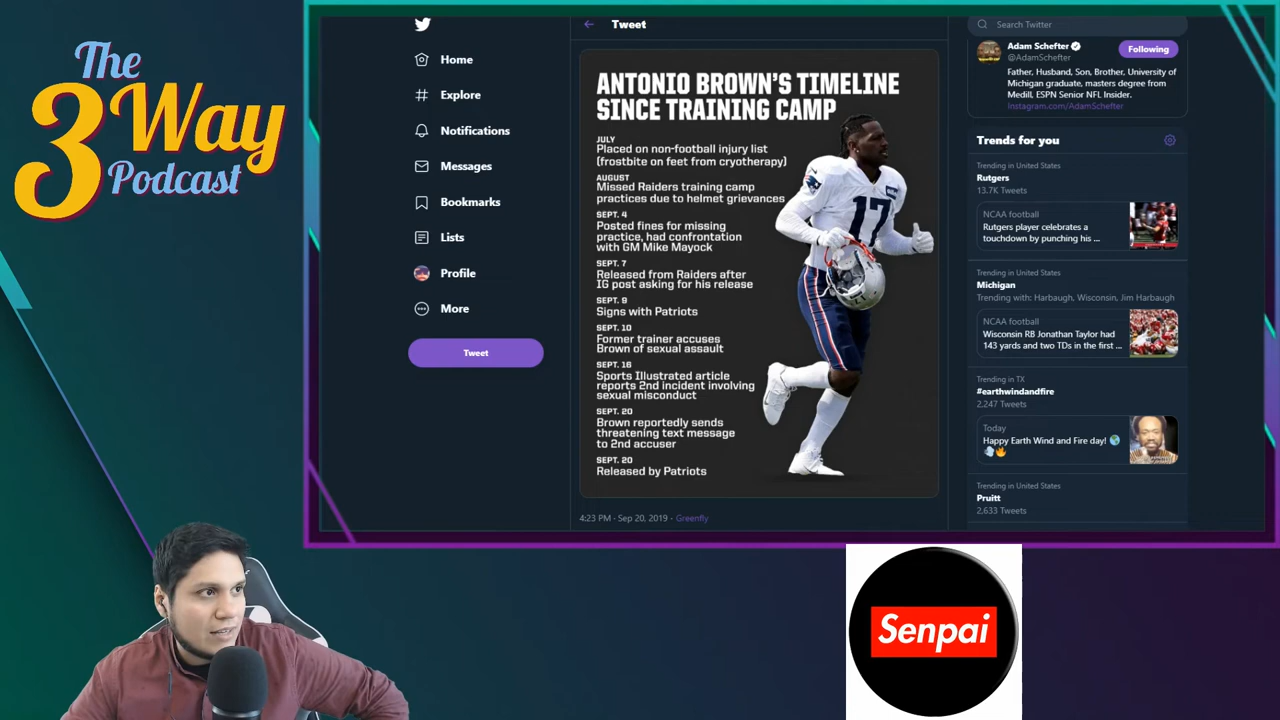 The
3Way
Podcast
Home
Explore
Notifications
Messages
Bookmarks
Lists
Profile
More
Tweet
Tweet
ANTONIO BROWN'S TIMELINE
SINCE TRAINING CAMP
JULY
Placed on non-football injury list
(frostbite on feet from cryotherapy)
AUGUST
Missed Raiders training camp
practices due to helmet grievances
SEPT. 4
Posted fines for missing
practice, had confrontation
with GM Mike Mayock
SEPT. 7
Released from Raiders after
IG post asking for his release
SEPT. 9
Signs with Patriots
SEPT. 10
Former trainer accuses
Brown of sexual assault
SEPT. 16
Sports Illustrated article
reports 2nd incident involving
sexual misconduct
SEPT. 20
Brown reportedly sends
threatening text message
to 2nd accuser
SEPT. 20
Released by Patriots
17
4:23 PM · Sep 20, 2019 · Greenfly
Search Twitter
Adam Schefter
@AdamSchefter
Following
Father, Husband, Son, Brother, University of
Michigan graduate, masters degree from
Medill, ESPN Senior NFL Insider.
Instagram.com/AdamSchefter
Trends for you
Trending in United States
Rutgers
13.7K Tweets
NCAA football
Rutgers player celebrates a
touchdown by punching his ...
Trending in United States
Michigan
Trending with: Harbaugh, Wisconsin, Jim Harbaugh
NCAA football
Wisconsin RB Jonathan Taylor had
143 yards and two TDs in the first ...
Trending in TX
#earthwindandfire
2,247 Tweets
Today
Happy Earth Wind and Fire day! 🌎
💨🔥
Trending in United States
Pruitt
2,633 Tweets
Senpai